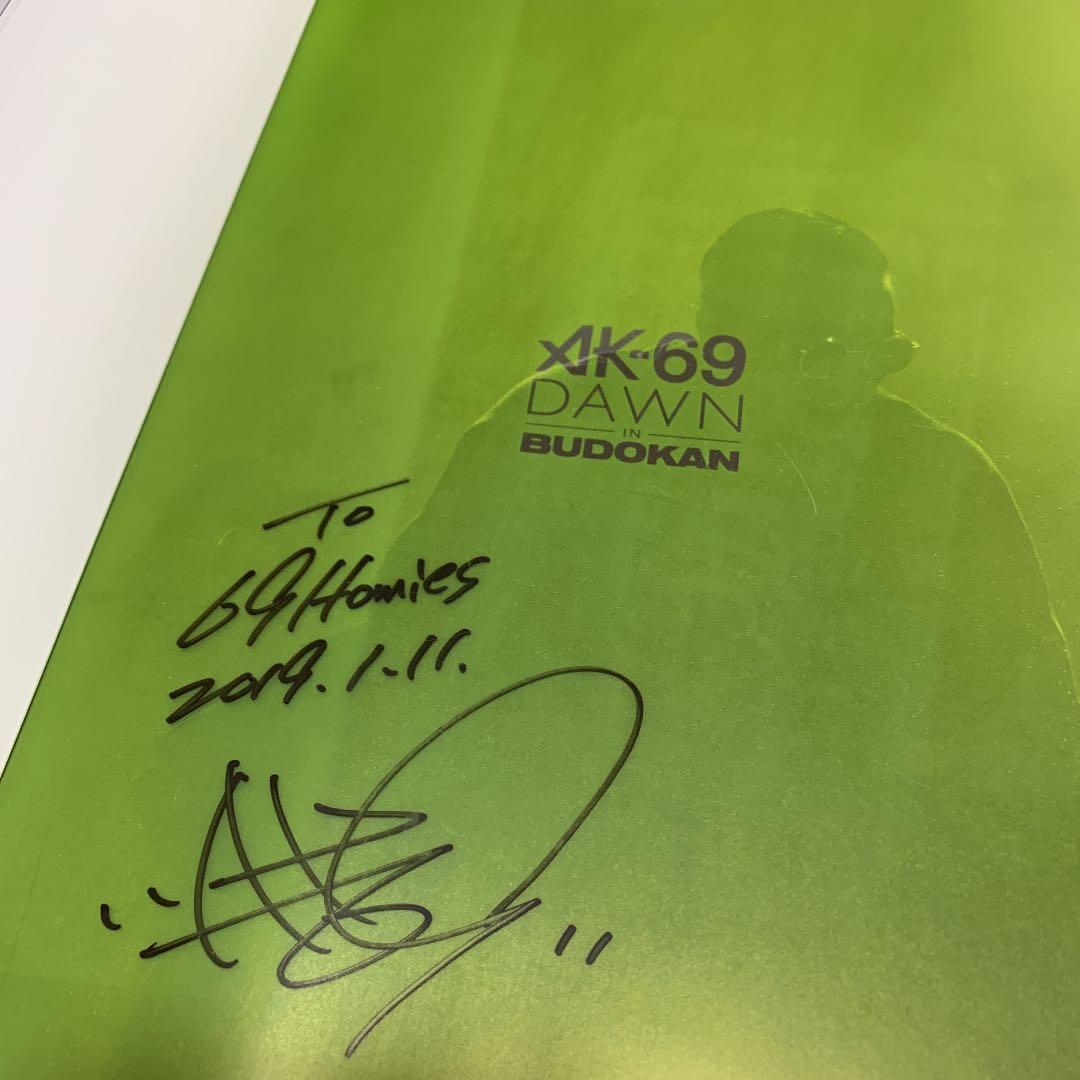 AK-69
DAWN
IN
BUDOKAN
To
69 Homies
2019.1.11.